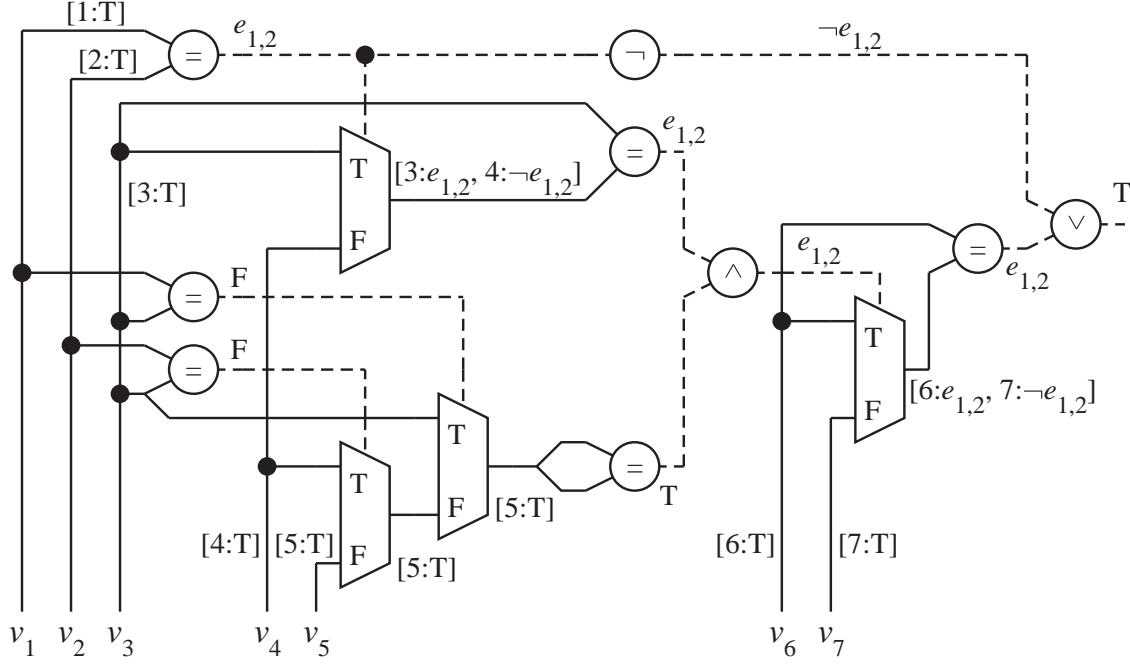 [1:T]
e1,2
¬e1,2
[2:T]
=
¬
e1,2
=
T
[3:e1,2, 4:¬e1,2]
[3:T]
T
F
∨
e1,2
=
e1,2
∧
F
=
T
F
=
[6:e1,2, 7:¬e1,2]
F
T
T
=
T
F
[5:T]
[4:T]
[5:T]
F
[5:T]
[6:T]
[7:T]
v1 v2 v3 v4 v5 v6 v7